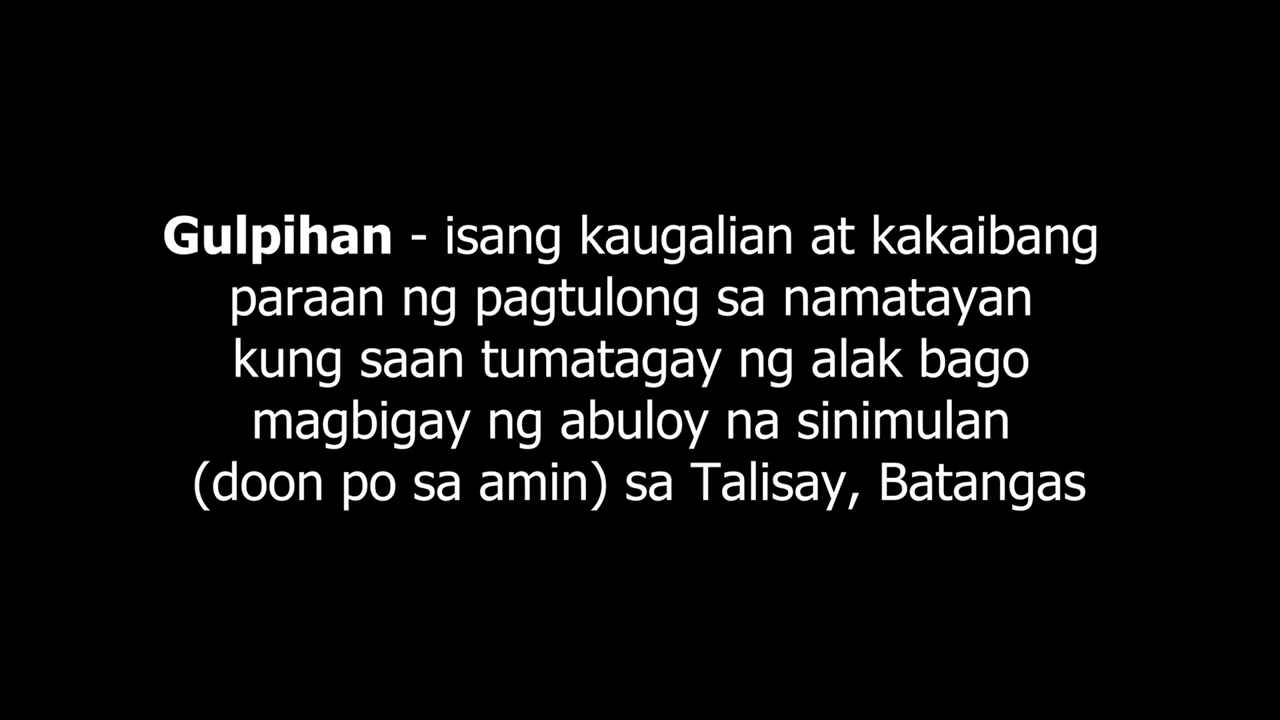 Gulpihan - isang kaugalian at kakaibang
paraan ng pagtulong sa namatayan
kung saan tumatagay ng alak bago
magbigay ng abuloy na sinimulan
(doon po sa amin) sa Talisay, Batangas